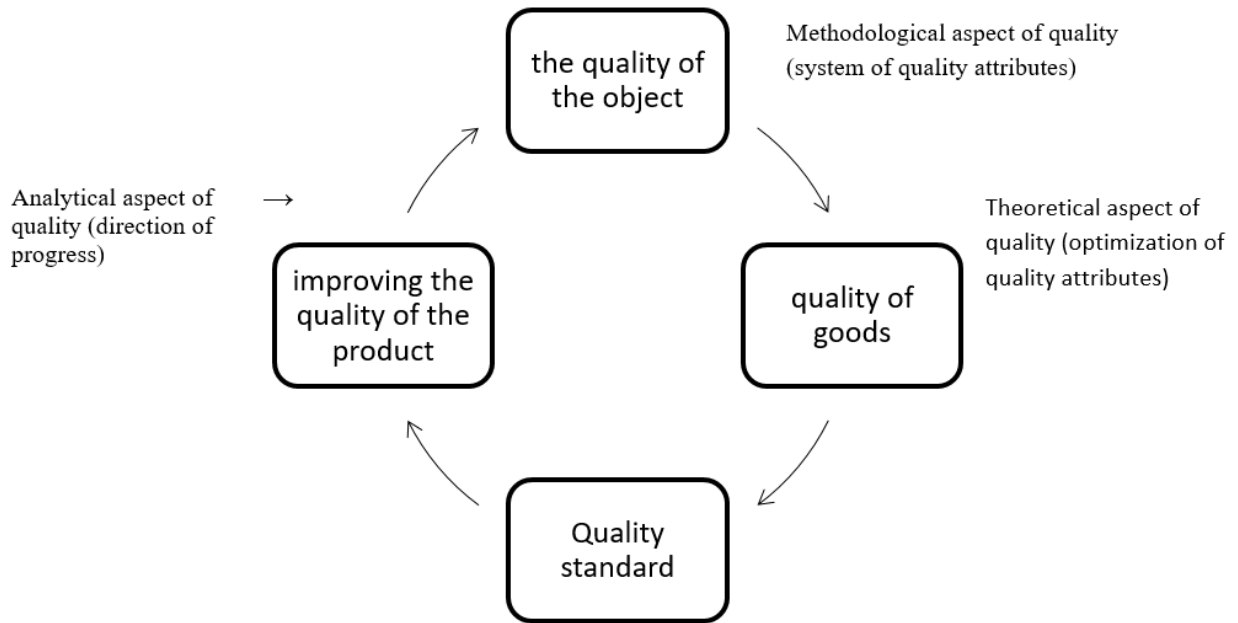 the quality of
the object
Methodological aspect of quality
(system of quality attributes)
Analytical aspect of →
quality (direction of
progress)
Theoretical aspect of
quality (optimization of
quality attributes)
improving the
quality of the
product
quality of
goods
Quality
standard